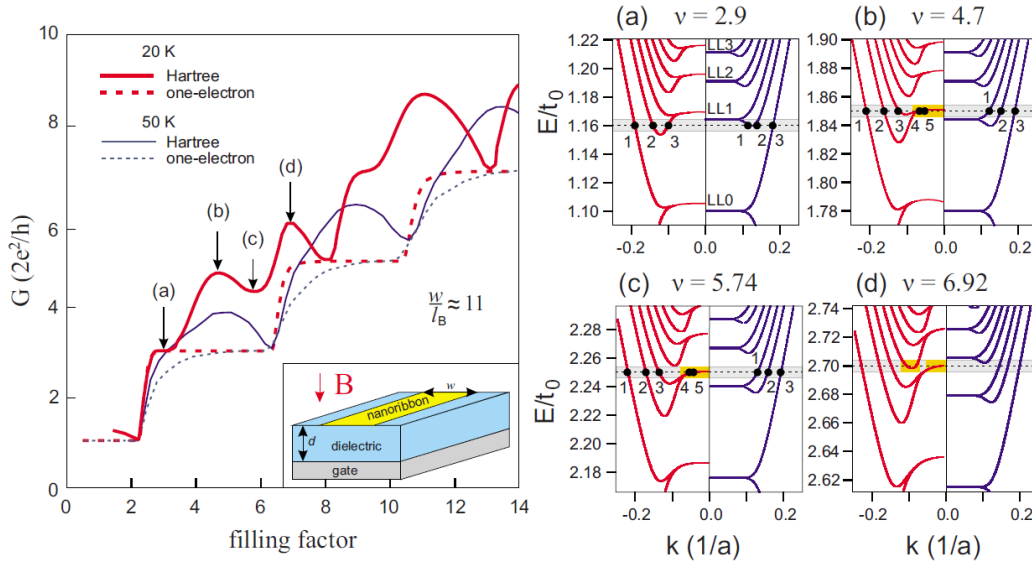 10
8
6
4
2
0
G (2e²/h)
20 K
Hartree
one-electron
50 K
Hartree
one-electron
(a)
(b)
(c)
(d)
w/l_B ≈ 11
B
w
nanoribbon
d
dielectric
gate
0 2 4 6 8 10 12 14
filling factor
(a) ν = 2.9
1.22
1.20
1.18
1.16
1.14
1.12
1.10
E/t₀
LL3
LL2
LL1
LL0
1 2 3
1 2 3
-0.2 0.0 0.2
(b) ν = 4.7
1.90
1.88
1.86
1.84
1.82
1.80
1.78
1
1 2 3 4 5
2 3
-0.2 0.0 0.2
(c) ν = 5.74
2.28
2.26
2.24
2.22
2.20
2.18
E/t₀
1
1 2 3 4 5
2 3
-0.2 0.0 0.2
k (1/a)
(d) ν = 6.92
2.74
2.72
2.70
2.68
2.66
2.64
2.62
-0.2 0.0 0.2
k (1/a)